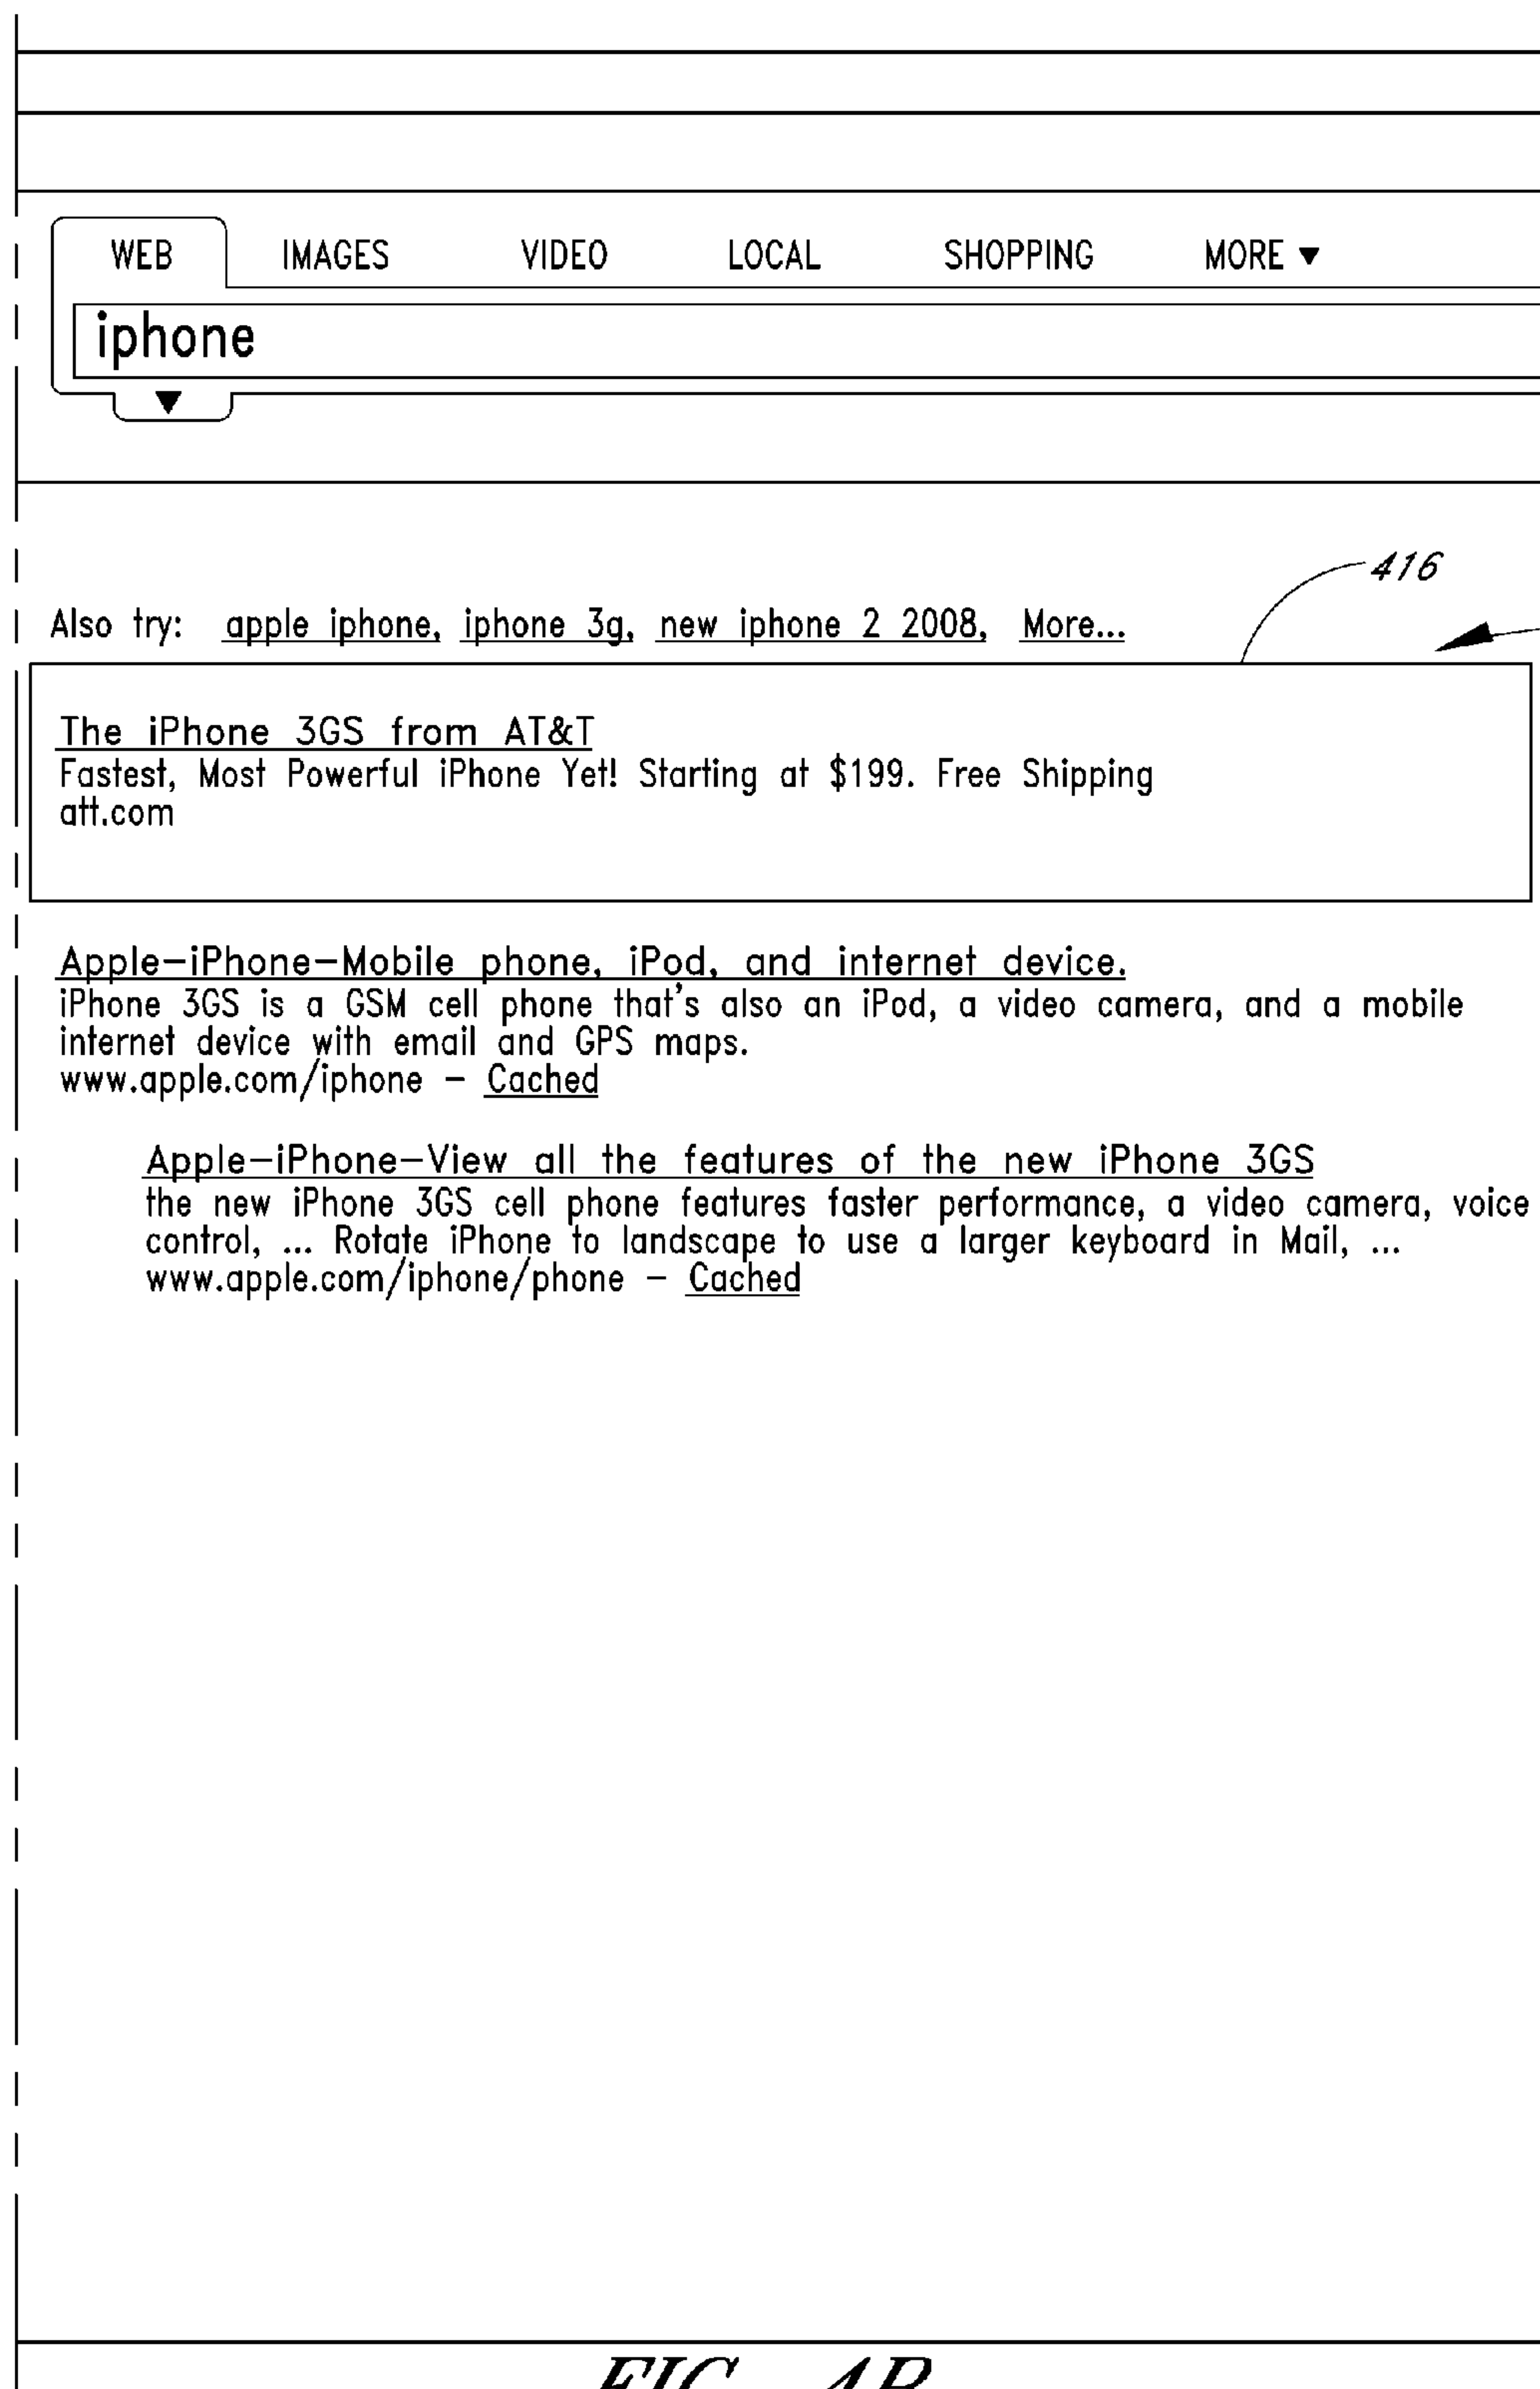 WEB IMAGES VIDEO LOCAL SHOPPING MORE ▼
iphone
416
Also try: apple iphone, iphone 3g, new iphone 2 2008, More...
The iPhone 3GS from AT&T
Fastest, Most Powerful iPhone Yet! Starting at $199. Free Shipping
att.com
Apple-iPhone-Mobile phone, iPod, and internet device.
iPhone 3GS is a GSM cell phone that's also an iPod, a video camera, and a mobile
internet device with email and GPS maps.
www.apple.com/iphone - Cached
Apple-iPhone-View all the features of the new iPhone 3GS
the new iPhone 3GS cell phone features faster performance, a video camera, voice
control, ... Rotate iPhone to landscape to use a larger keyboard in Mail, ...
www.apple.com/iphone/phone - Cached